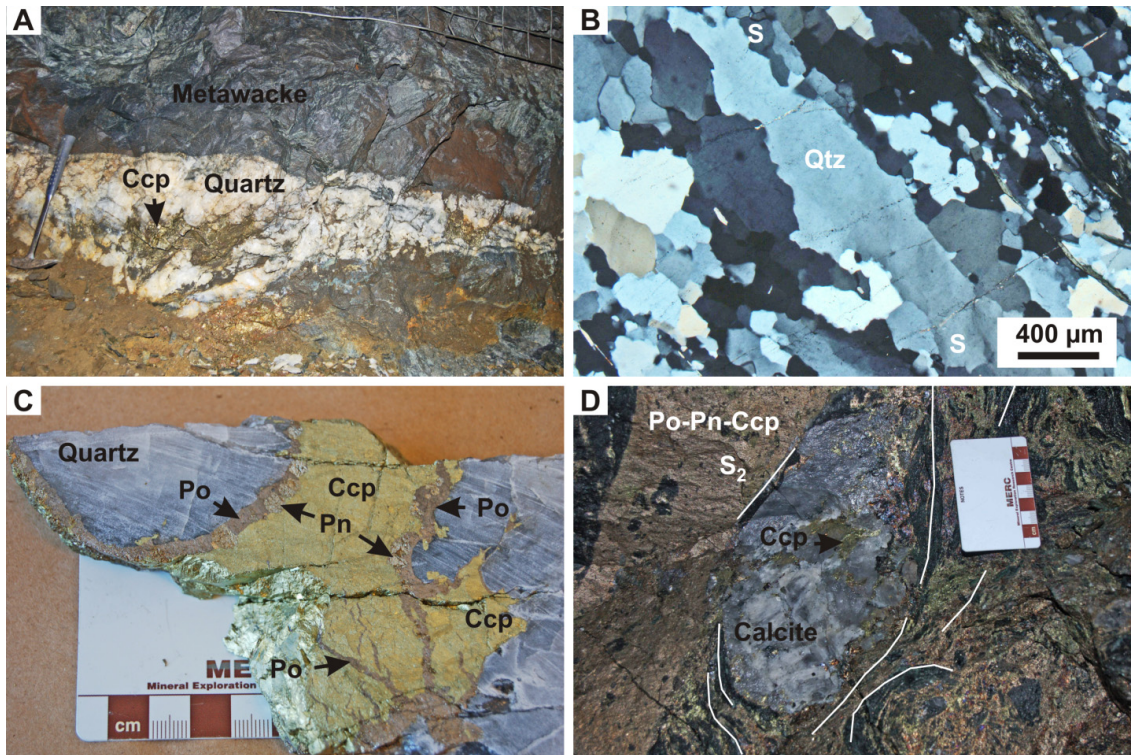 A
Metawacke
Ccp
Quartz
B
S
Qtz
S
400 μm
C
Quartz
Po
Ccp
Po
Pn
Ccp
Po
ME
Mineral Exploration
cm
D
Po-Pn-Ccp
S₂
Ccp
Calcite
NOTES
MERC